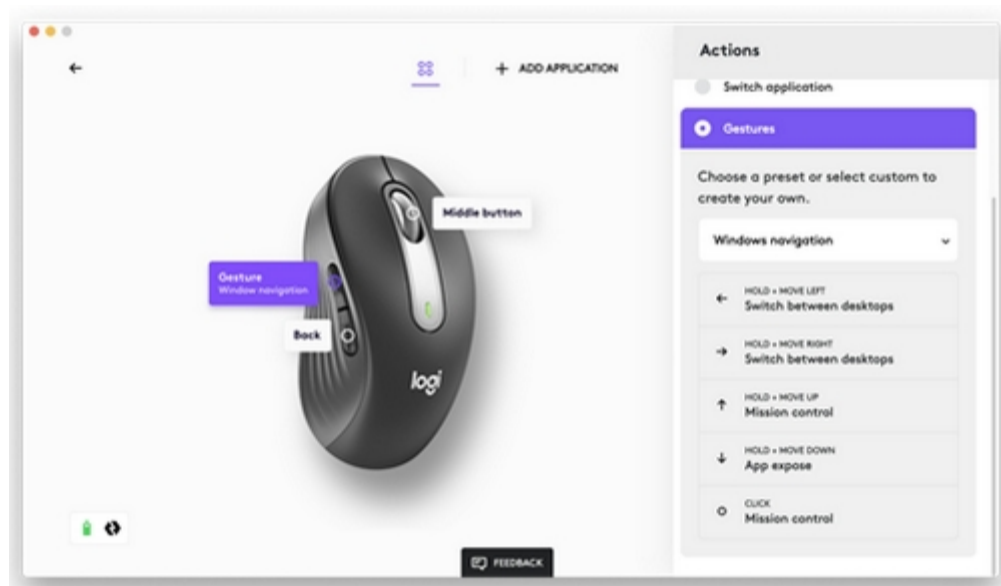 Actions
ADD APPLICATION
Switch application
Gestures
Choose a preset or select custom to
create your own.
Windows navigation
Middle button
Gesture
Window navigation
Back
logi
HOLD + MOVE LEFT
Switch between desktops
HOLD + MOVE RIGHT
Switch between desktops
HOLD + MOVE UP
Mission control
HOLD + MOVE DOWN
App expose
CLICK
Mission control
FEEDBACK